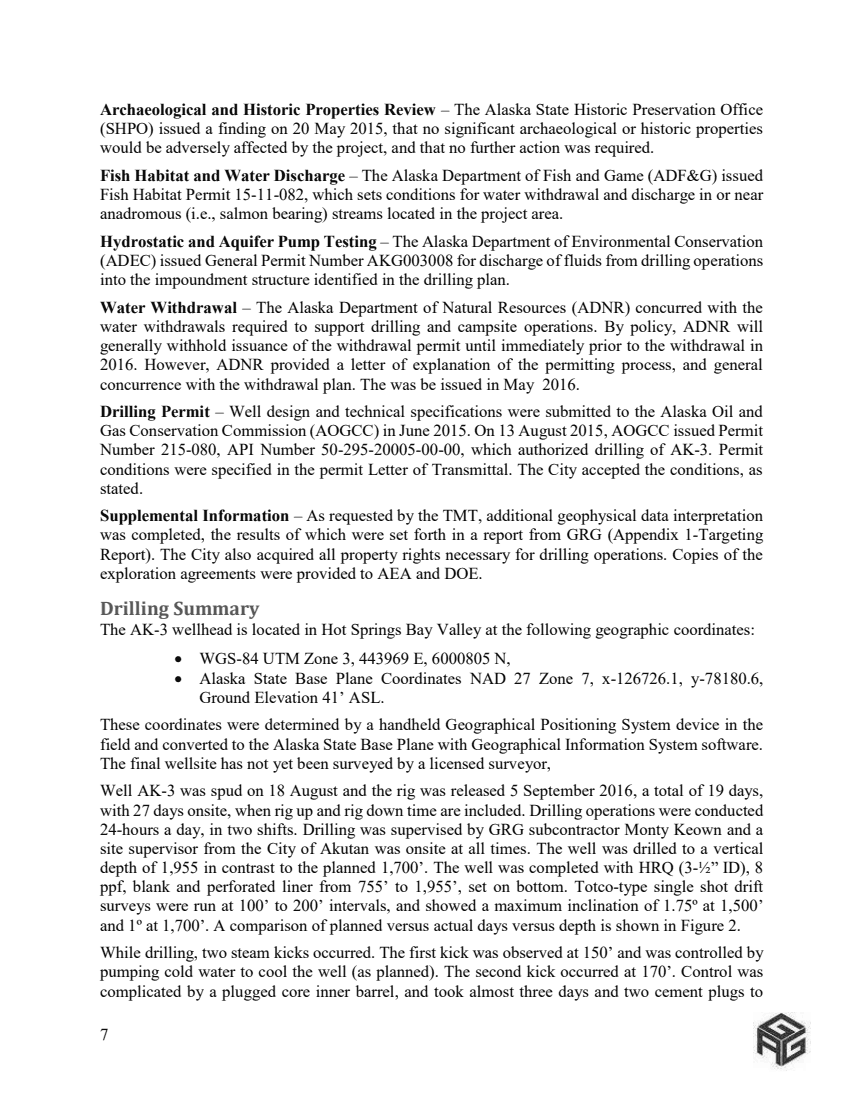 Archaeological and Historic Properties Review – The Alaska State Historic Preservation Office
(SHPO) issued a finding on 20 May 2015, that no significant archaeological or historic properties
would be adversely affected by the project, and that no further action was required.
Fish Habitat and Water Discharge – The Alaska Department of Fish and Game (ADF&G) issued
Fish Habitat Permit 15-11-082, which sets conditions for water withdrawal and discharge in or near
anadromous (i.e., salmon bearing) streams located in the project area.
Hydrostatic and Aquifer Pump Testing – The Alaska Department of Environmental Conservation
(ADEC) issued General Permit Number AKG003008 for discharge of fluids from drilling operations
into the impoundment structure identified in the drilling plan.
Water Withdrawal – The Alaska Department of Natural Resources (ADNR) concurred with the
water withdrawals required to support drilling and campsite operations. By policy, ADNR will
generally withhold issuance of the withdrawal permit until immediately prior to the withdrawal in
2016. However, ADNR provided a letter of explanation of the permitting process, and general
concurrence with the withdrawal plan. The was be issued in May 2016.
Drilling Permit – Well design and technical specifications were submitted to the Alaska Oil and
Gas Conservation Commission (AOGCC) in June 2015. On 13 August 2015, AOGCC issued Permit
Number 215-080, API Number 50-295-20005-00-00, which authorized drilling of AK-3. Permit
conditions were specified in the permit Letter of Transmittal. The City accepted the conditions, as
stated.
Supplemental Information – As requested by the TMT, additional geophysical data interpretation
was completed, the results of which were set forth in a report from GRG (Appendix 1-Targeting
Report). The City also acquired all property rights necessary for drilling operations. Copies of the
exploration agreements were provided to AEA and DOE.
Drilling Summary
The AK-3 wellhead is located in Hot Springs Bay Valley at the following geographic coordinates:
• WGS-84 UTM Zone 3, 443969 E, 6000805 N,
• Alaska State Base Plane Coordinates NAD 27 Zone 7, x-126726.1, y-78180.6,
Ground Elevation 41’ ASL.
These coordinates were determined by a handheld Geographical Positioning System device in the
field and converted to the Alaska State Base Plane with Geographical Information System software.
The final wellsite has not yet been surveyed by a licensed surveyor,
Well AK-3 was spud on 18 August and the rig was released 5 September 2016, a total of 19 days,
with 27 days onsite, when rig up and rig down time are included. Drilling operations were conducted
24-hours a day, in two shifts. Drilling was supervised by GRG subcontractor Monty Keown and a
site supervisor from the City of Akutan was onsite at all times. The well was drilled to a vertical
depth of 1,955 in contrast to the planned 1,700’. The well was completed with HRQ (3-½” ID), 8
ppf, blank and perforated liner from 755’ to 1,955’, set on bottom. Totco-type single shot drift
surveys were run at 100’ to 200’ intervals, and showed a maximum inclination of 1.75º at 1,500’
and 1º at 1,700’. A comparison of planned versus actual days versus depth is shown in Figure 2.
While drilling, two steam kicks occurred. The first kick was observed at 150’ and was controlled by
pumping cold water to cool the well (as planned). The second kick occurred at 170’. Control was
complicated by a plugged core inner barrel, and took almost three days and two cement plugs to
7
GAG